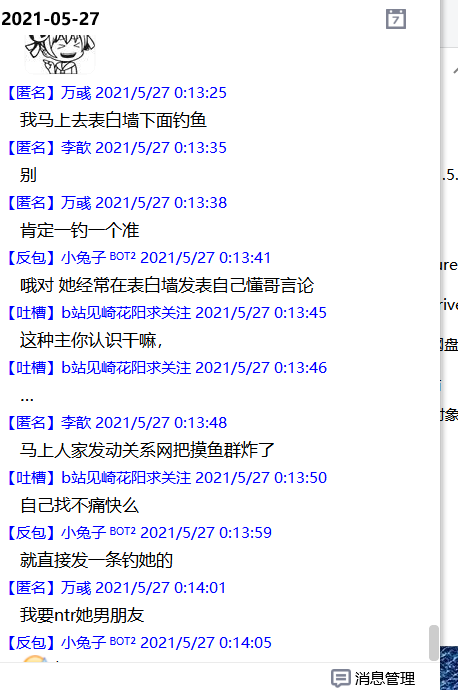 2021-05-27
7
【匿名】万彧 2021/5/27 0:13:25
我马上去表白墙下面钓鱼
【匿名】李歆 2021/5/27 0:13:35
别
【匿名】万彧 2021/5/27 0:13:38
肯定一钓一个准
【反包】小兔子 ᴮᴼᵀ² 2021/5/27 0:13:41
哦对 她经常在表白墙发表自己懂哥言论
【吐槽】b站见崎花阳求关注 2021/5/27 0:13:45
这种主你认识干嘛，
【吐槽】b站见崎花阳求关注 2021/5/27 0:13:46
...
【匿名】李歆 2021/5/27 0:13:48
马上人家发动关系网把摸鱼群炸了
【吐槽】b站见崎花阳求关注 2021/5/27 0:13:50
自己找不痛快么
【反包】小兔子 ᴮᴼᵀ² 2021/5/27 0:13:59
就直接发一条钓她的
【匿名】万彧 2021/5/27 0:14:01
我要ntr她男朋友
【反包】小兔子 ᴮᴼᵀ² 2021/5/27 0:14:05
消息管理
.5.
ure
rive
盘
对象